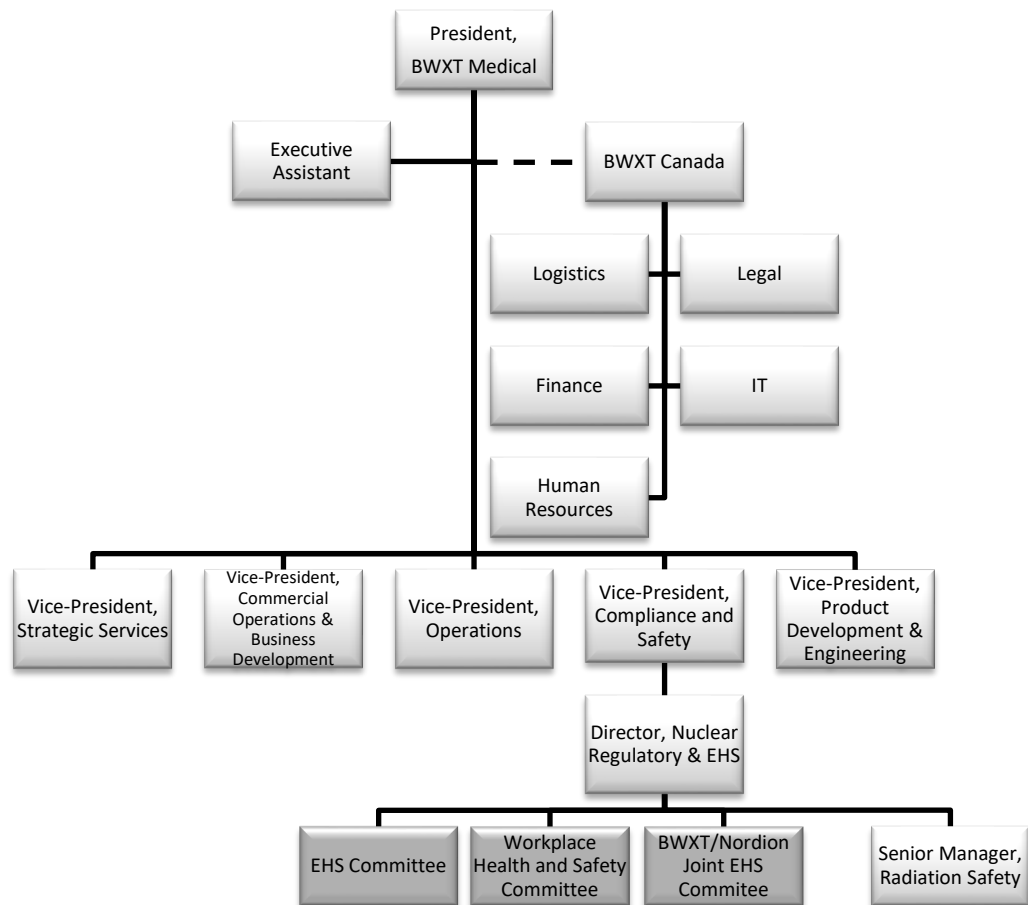 President,
BWXT Medical
Executive
Assistant
BWXT Canada
Logistics
Legal
Finance
IT
Human
Resources
Vice-President,
Strategic Services
Vice-President,
Commercial
Operations &
Business
Development
Vice-President,
Operations
Vice-President,
Compliance and
Safety
Vice-President,
Product
Development &
Engineering
Director, Nuclear
Regulatory & EHS
EHS Committee
Workplace
Health and Safety
Committee
BWXT/Nordion
Joint EHS
Commitee
Senior Manager,
Radiation Safety